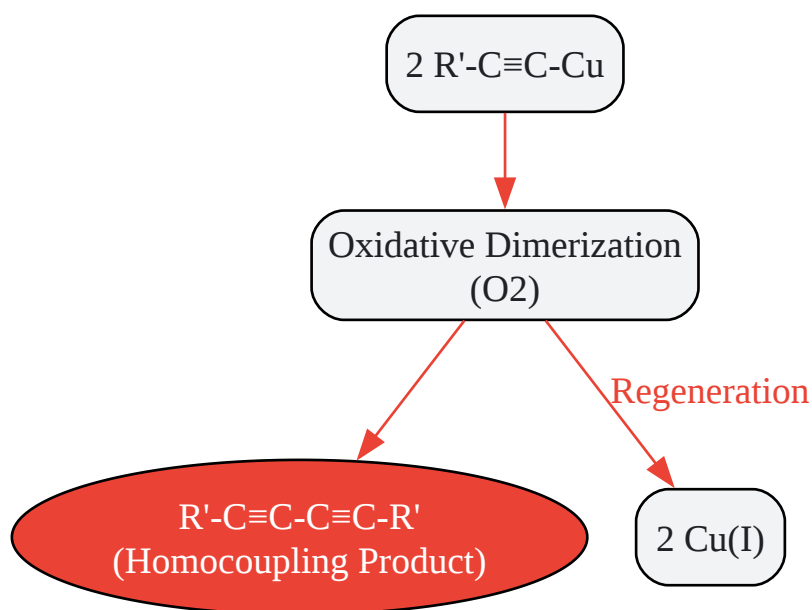 2 R'-C≡C-Cu
Oxidative Dimerization
(O2)
Regeneration
R'-C≡C-C≡C-R'
(Homocoupling Product)
2 Cu(I)